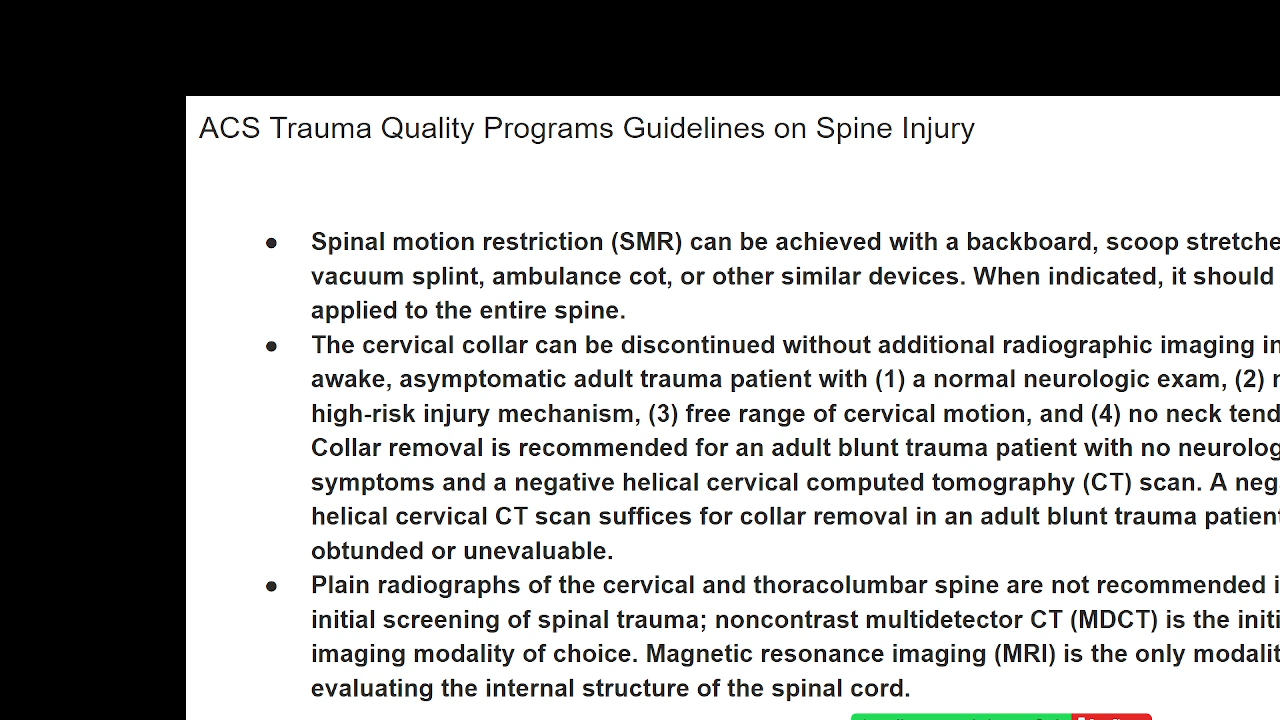 ACS Trauma Quality Programs Guidelines on Spine Injury
● Spinal motion restriction (SMR) can be achieved with a backboard, scoop stretche
vacuum splint, ambulance cot, or other similar devices. When indicated, it should
applied to the entire spine.
● The cervical collar can be discontinued without additional radiographic imaging in
awake, asymptomatic adult trauma patient with (1) a normal neurologic exam, (2)
high-risk injury mechanism, (3) free range of cervical motion, and (4) no neck tend
Collar removal is recommended for an adult blunt trauma patient with no neurolog
symptoms and a negative helical cervical computed tomography (CT) scan. A neg
helical cervical CT scan suffices for collar removal in an adult blunt trauma patient
obtunded or unevaluable.
● Plain radiographs of the cervical and thoracolumbar spine are not recommended i
initial screening of spinal trauma; noncontrast multidetector CT (MDCT) is the initi
imaging modality of choice. Magnetic resonance imaging (MRI) is the only modalit
evaluating the internal structure of the spinal cord.